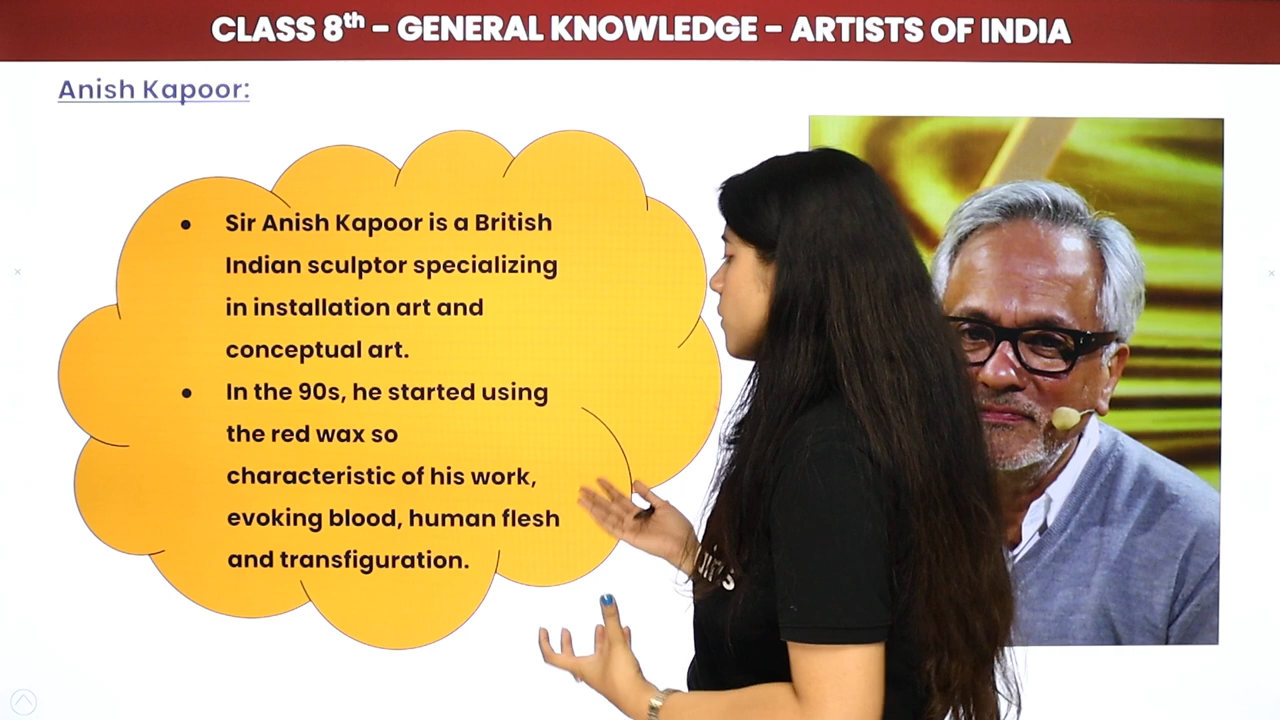 CLASS 8th – GENERAL KNOWLEDGE – ARTISTS OF INDIA
Anish Kapoor:
● Sir Anish Kapoor is a British
Indian sculptor specializing
in installation art and
conceptual art.
● In the 90s, he started using
the red wax so
characteristic of his work,
evoking blood, human flesh
and transfiguration.